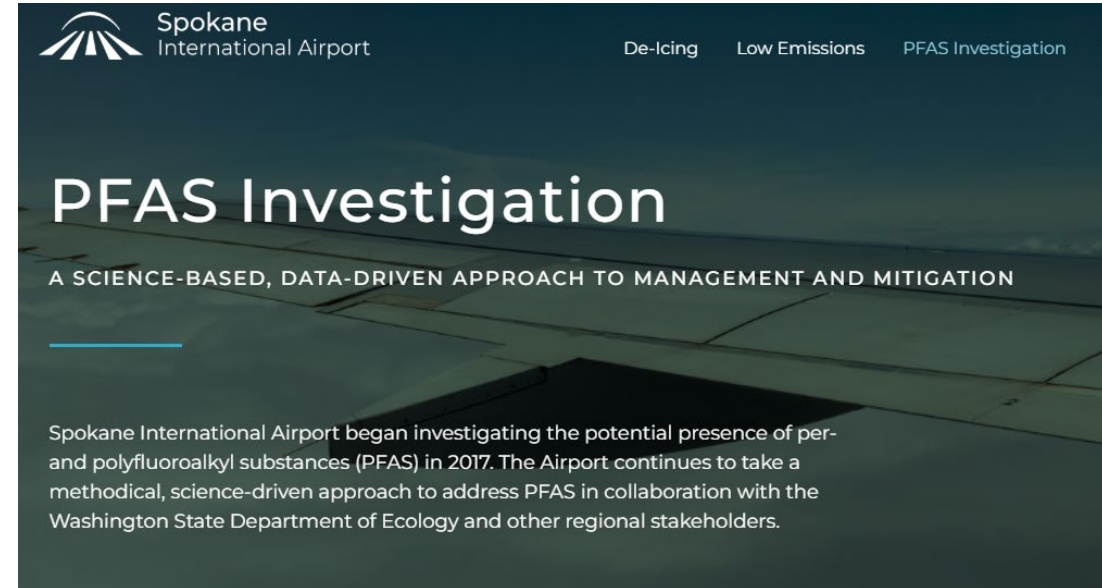 Spokane
International Airport
De-Icing Low Emissions PFAS Investigation
PFAS Investigation
A SCIENCE-BASED, DATA-DRIVEN APPROACH TO MANAGEMENT AND MITIGATION
Spokane International Airport began investigating the potential presence of per-
and polyfluoroalkyl substances (PFAS) in 2017. The Airport continues to take a
methodical, science-driven approach to address PFAS in collaboration with the
Washington State Department of Ecology and other regional stakeholders.